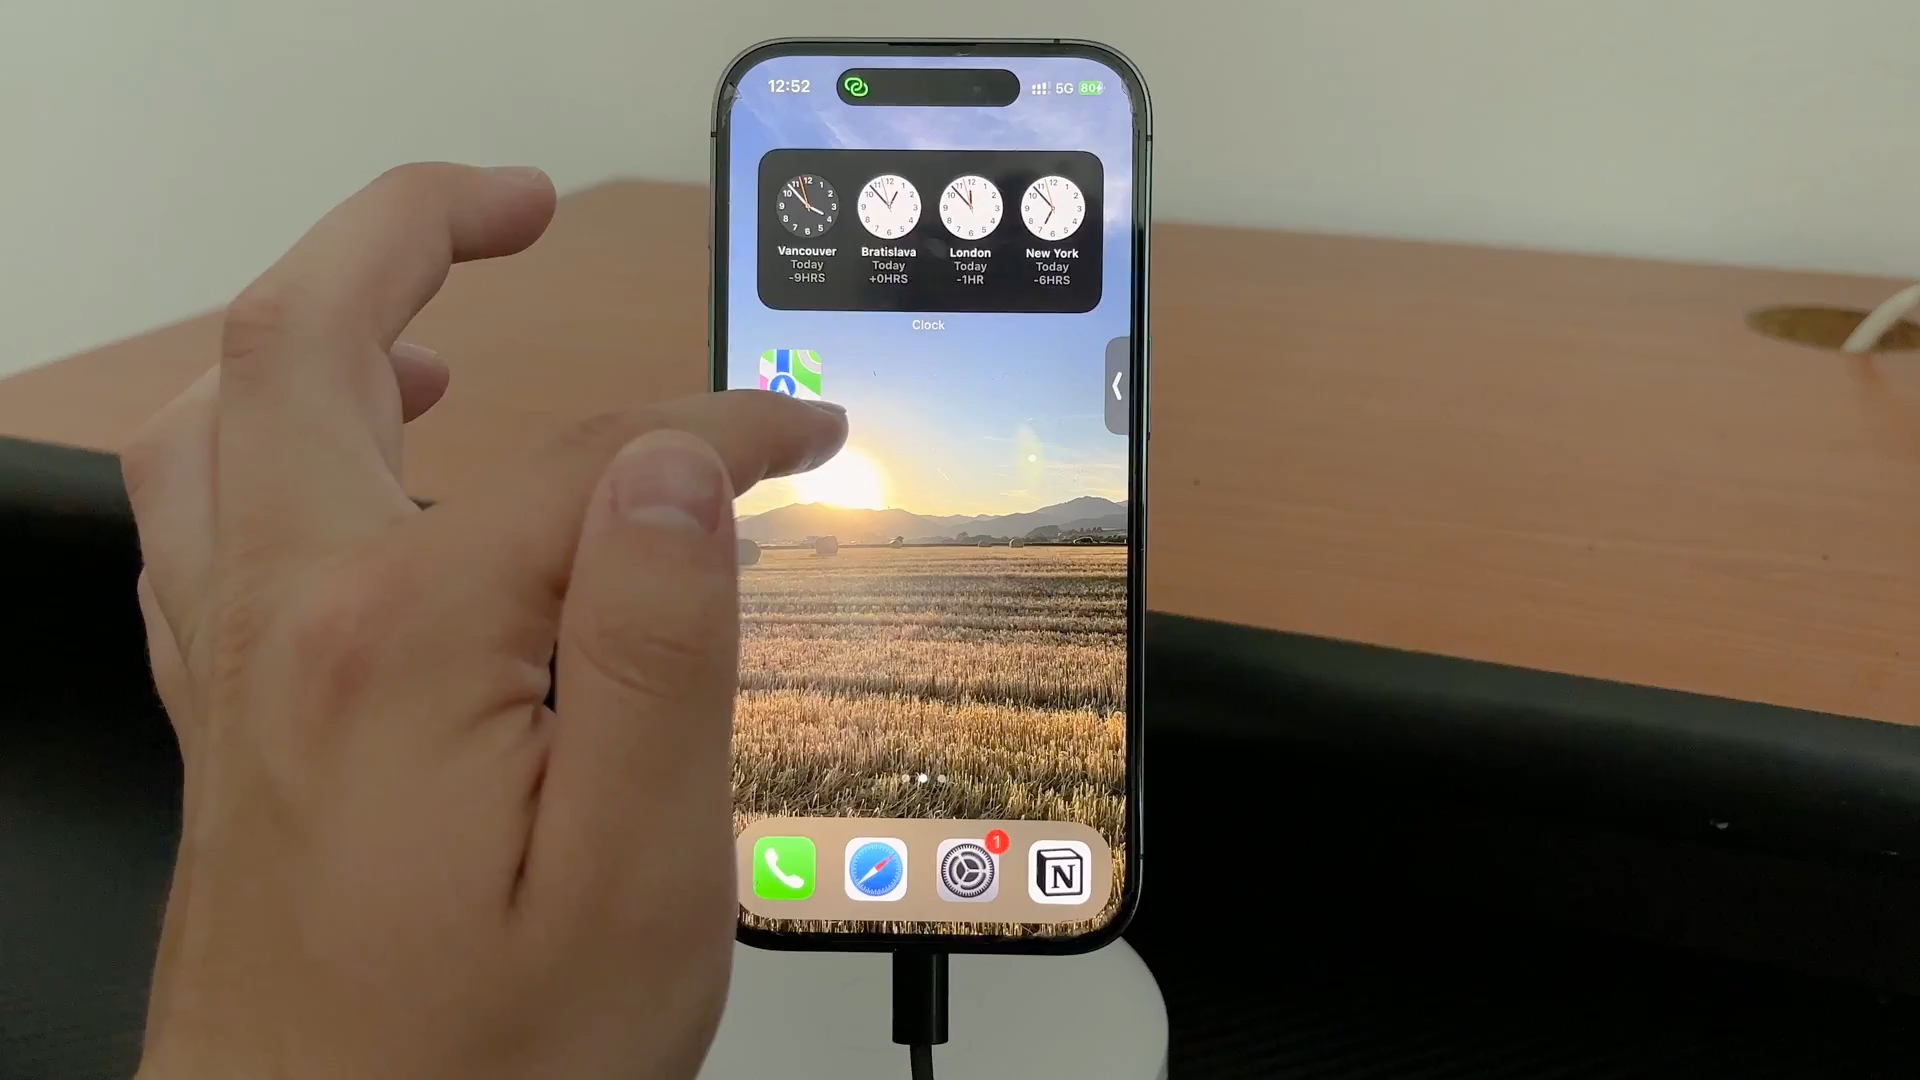 12:52 5G 80
Vancouver Bratislava London New York
Today Today Today Today
-9HRS +0HRS -1HR -6HRS
Clock
1
N